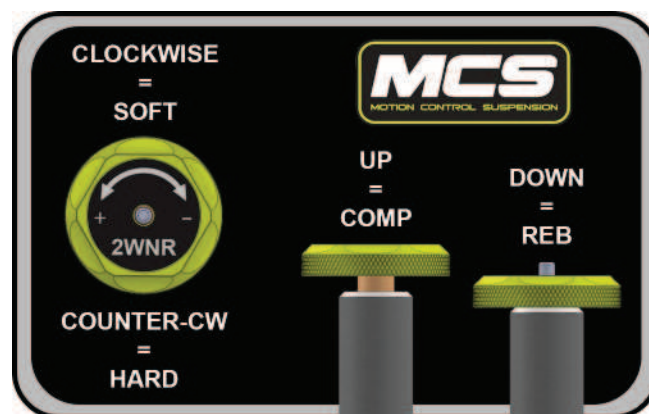 CLOCKWISE
=
SOFT
+ -
2WNR
COUNTER-CW
=
HARD
MCS
MOTION CONTROL SUSPENSION
UP
=
COMP
DOWN
=
REB